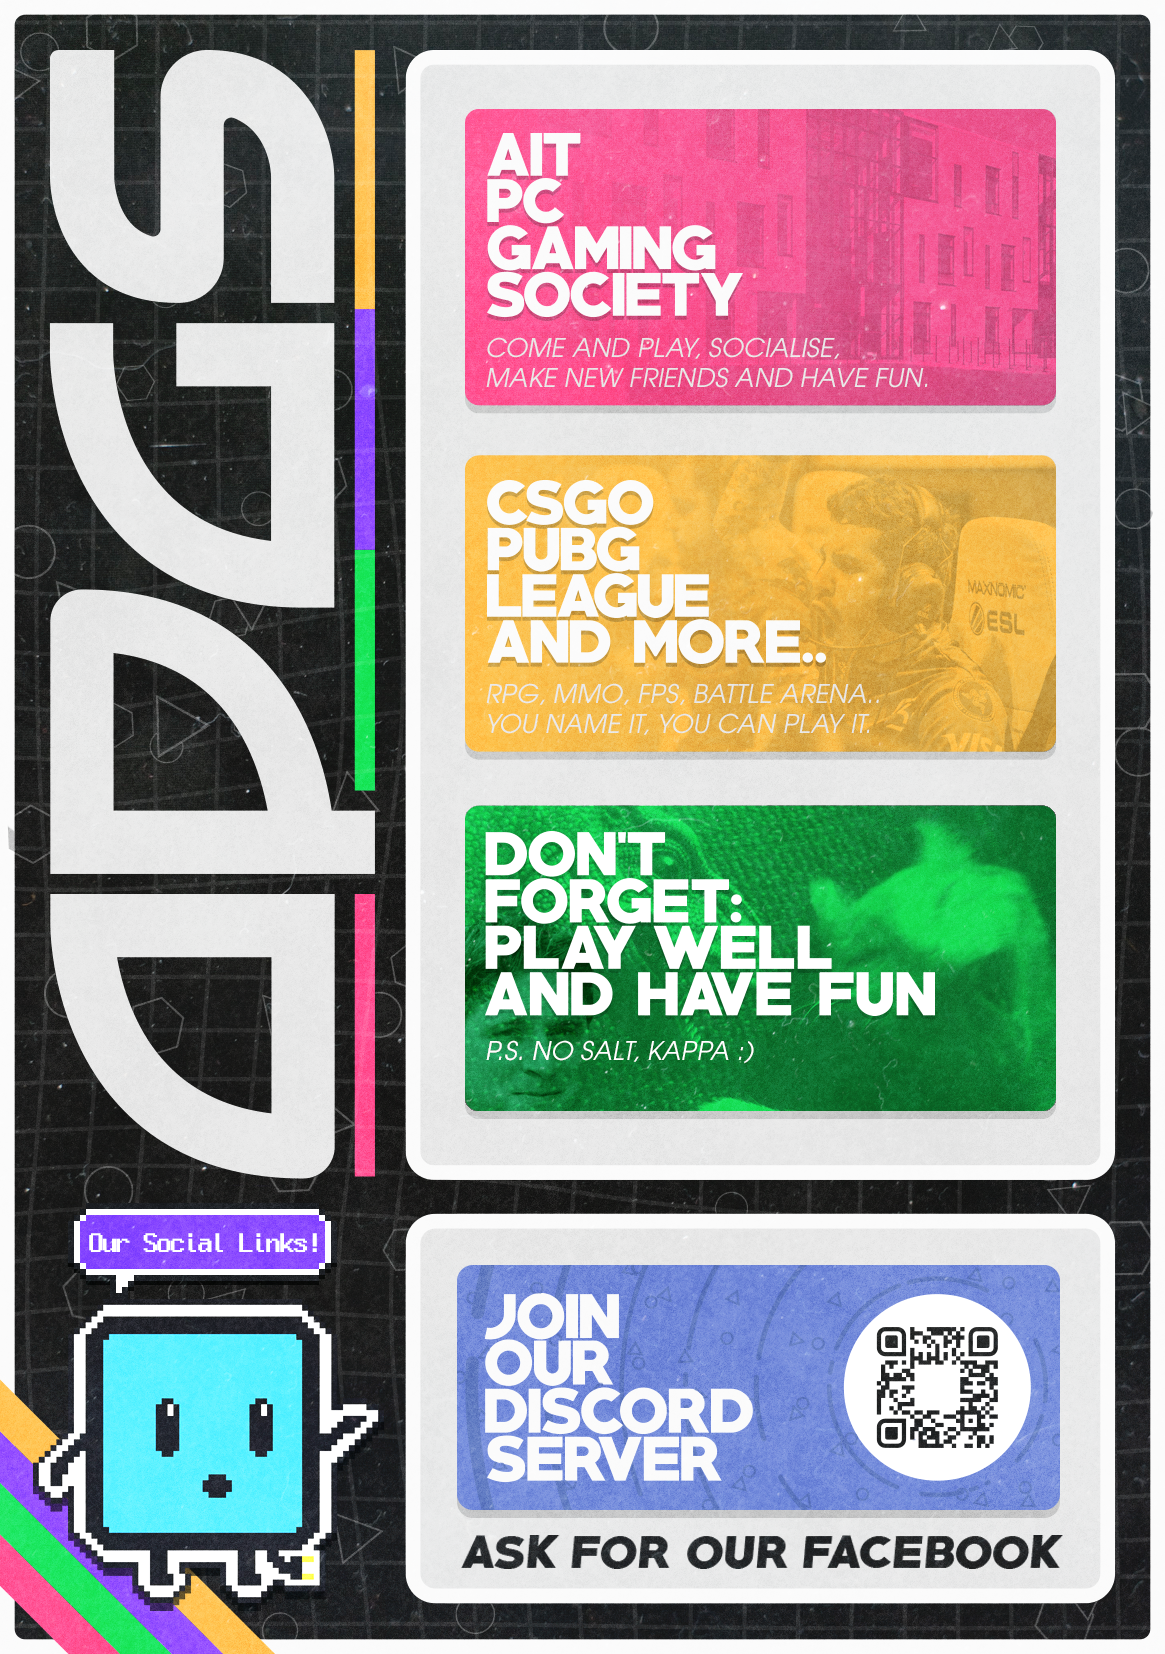 APGS
AIT
PC
GAMING
SOCIETY
COME AND PLAY, SOCIALISE,
MAKE NEW FRIENDS AND HAVE FUN.
CSGO
PUBG
LEAGUE
AND MORE..
RPG, MMO, FPS, BATTLE ARENA..
YOU NAME IT, YOU CAN PLAY IT.
MAXNOMIC
ESL
DON'T
FORGET:
PLAY WELL
AND HAVE FUN
P.S. NO SALT, KAPPA :)
Our Social Links!
JOIN
OUR
DISCORD
SERVER
ASK FOR OUR FACEBOOK